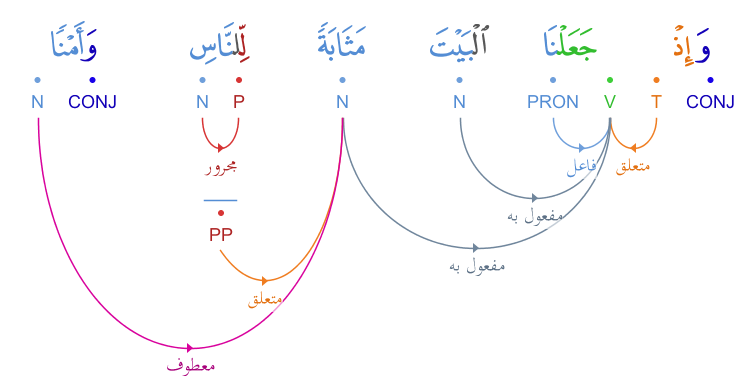 وَإِذْ جَعَلْنَا ٱلْبَيْتَ مَثَابَةً لِّلنَّاسِ وَأَمْنًا
CONJ T V PRON N N P N CONJ N
متعلق فاعل مجرور
مفعول به
PP
مفعول به
متعلق
معطوف